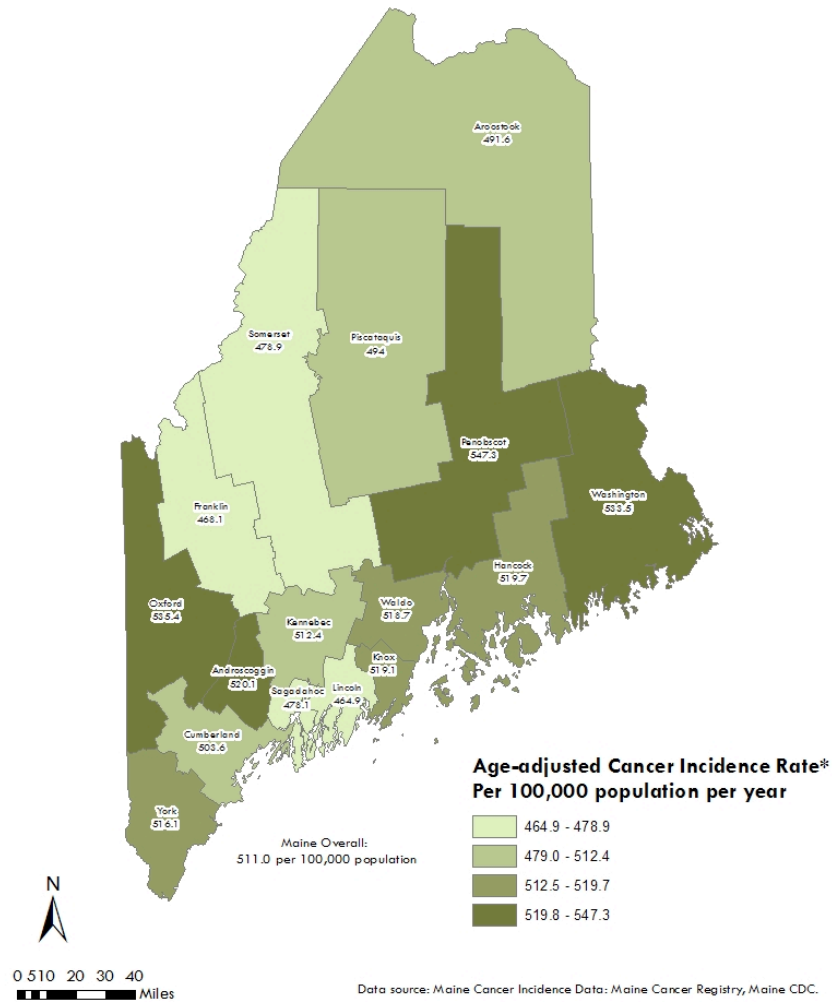 Aroostook
491.6
Somerset
478.9
Piscataquis
494
Penobscot
547.3
Washington
533.5
Franklin
468.1
Hancock
519.7
Oxford
535.4
Waldo
518.7
Kennebec
512.4
Knox
519.1
Androscoggin
520.1
Sagadahoc
478.1
Lincoln
464.9
Cumberland
503.6
York
516.1
Maine Overall:
511.0 per 100,000 population
Age-adjusted Cancer Incidence Rate*
Per 100,000 population per year
464.9 - 478.9
479.0 - 512.4
512.5 - 519.7
519.8 - 547.3
N
0 510 20 30 40
Miles
Data source: Maine Cancer Incidence Data: Maine Cancer Registry, Maine CDC.